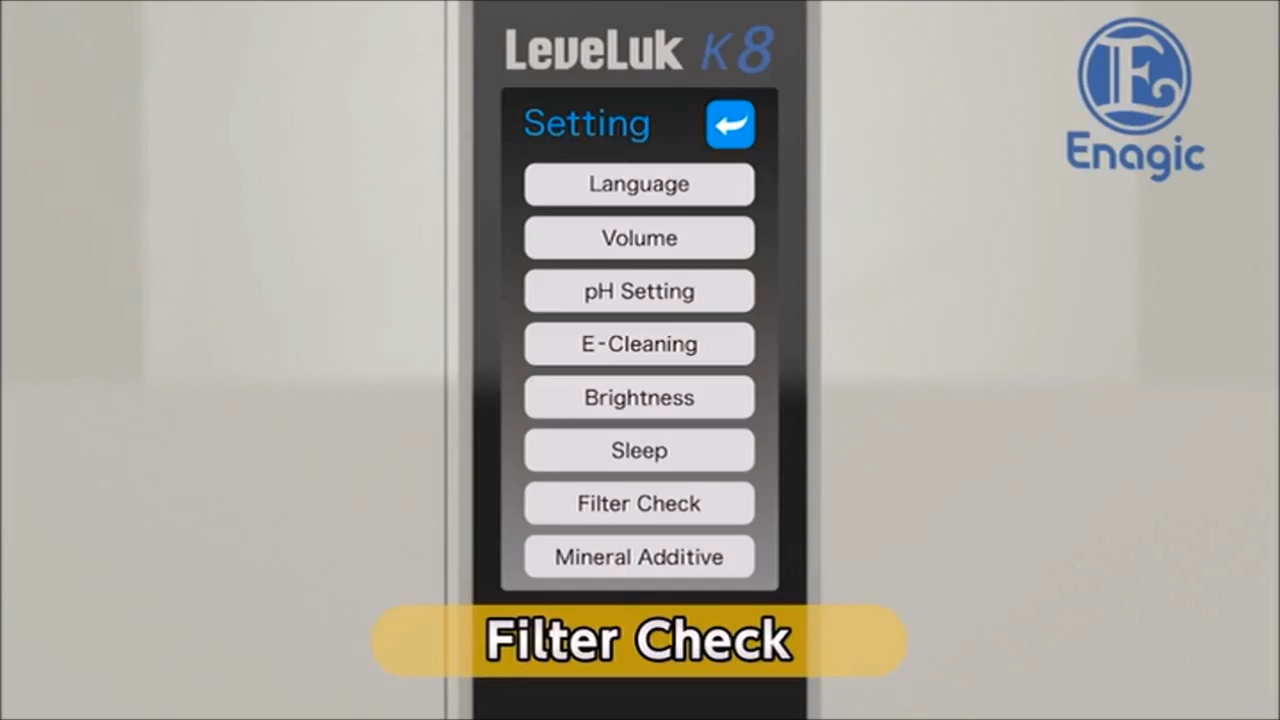 LeveLuk K8
Enagic
Setting
Language
Volume
pH Setting
E-Cleaning
Brightness
Sleep
Filter Check
Mineral Additive
Filter Check